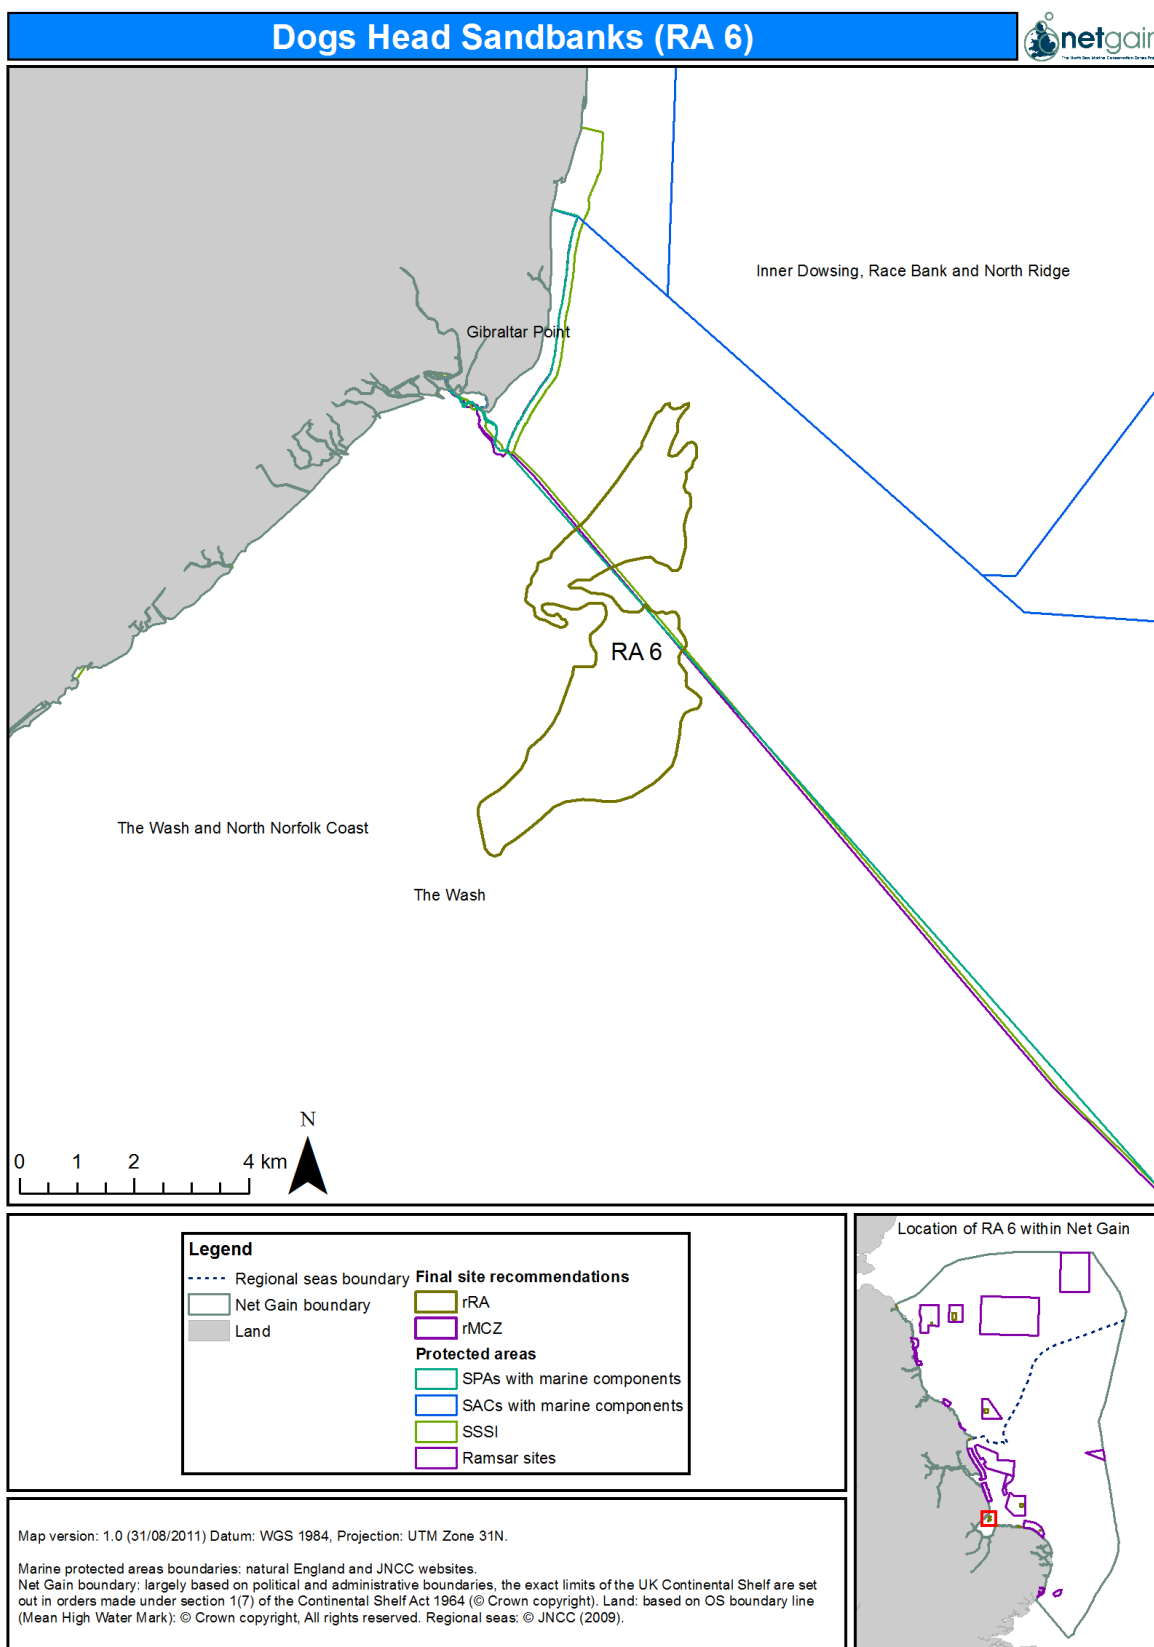 Dogs Head Sandbanks (RA 6)
netgain
Inner Dowsing, Race Bank and North Ridge
Gibraltar Point
RA 6
The Wash and North Norfolk Coast
The Wash
N
0 1 2 4 km
Legend
Regional seas boundary
Net Gain boundary
Land
Final site recommendations
rRA
rMCZ
Protected areas
SPAs with marine components
SACs with marine components
SSSI
Ramsar sites
Location of RA 6 within Net Gain
Map version: 1.0 (31/08/2011) Datum: WGS 1984, Projection: UTM Zone 31N.
Marine protected areas boundaries: natural England and JNCC websites.
Net Gain boundary: largely based on political and administrative boundaries, the exact limits of the UK Continental Shelf are set
out in orders made under section 1(7) of the Continental Shelf Act 1964 (© Crown copyright). Land: based on OS boundary line
(Mean High Water Mark): © Crown copyright, All rights reserved. Regional seas: © JNCC (2009).